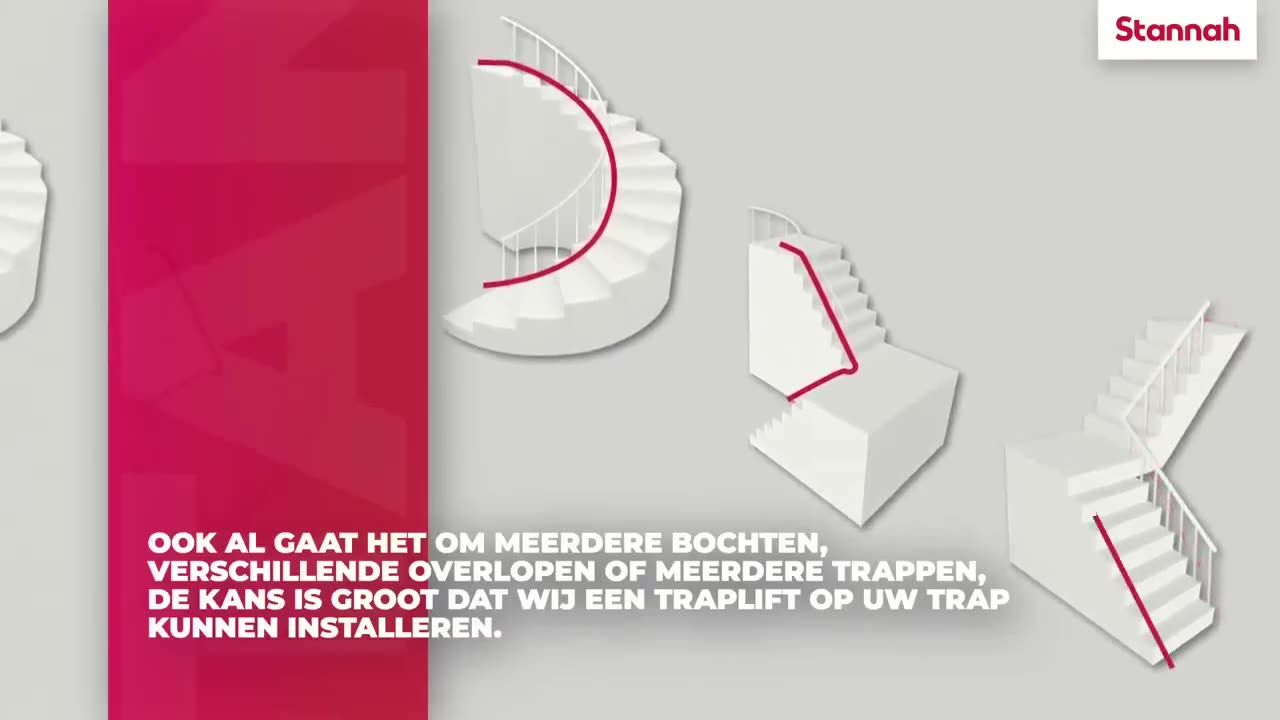 Stannah
OOK AL GAAT HET OM MEERDERE BOCHTEN,
VERSCHILLENDE OVERLOPEN OF MEERDERE TRAPPEN,
DE KANS IS GROOT DAT WIJ EEN TRAPLIFT OP UW TRAP
KUNNEN INSTALLEREN.